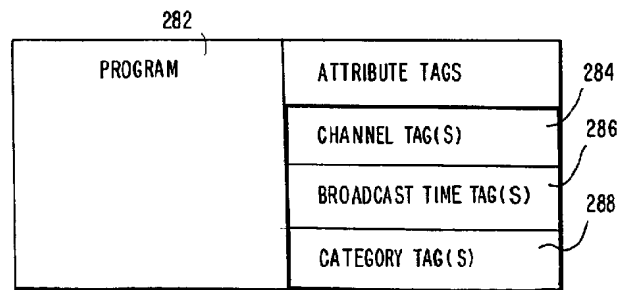 282
PROGRAM
ATTRIBUTE TAGS
284
CHANNEL TAG(S)
286
BROADCAST TIME TAG(S)
288
CATEGORY TAG(S)